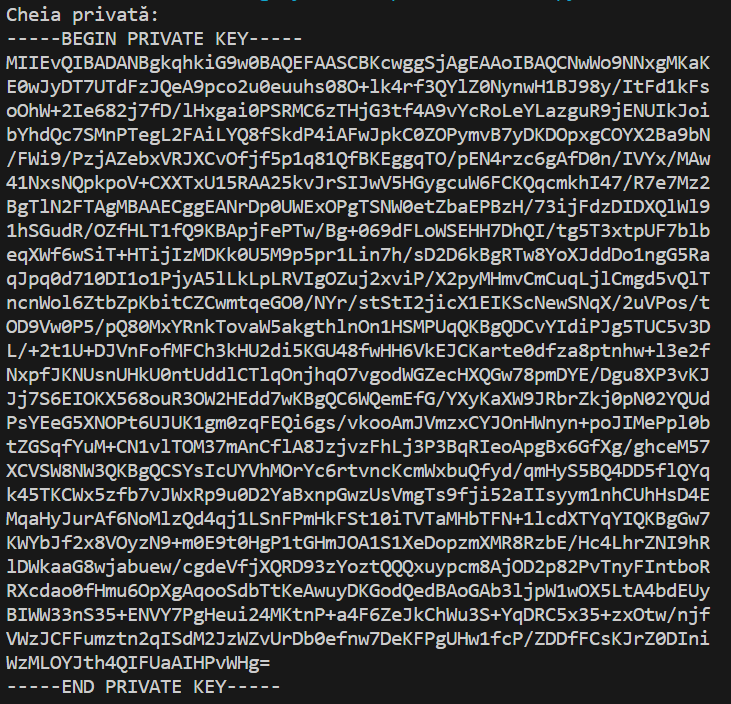 Cheia privată:
-----BEGIN PRIVATE KEY-----
MIIEvQIBADANBgkqhkiG9w0BAQEFAASCBKcwggSjAgEAAoIBAQCNwWo9NNxgMKaK
E0wJyDT7UTdFzJQeA9pco2u0euuhs08O+lk4rf3QYlZ0NynwH1BJ98y/ItFd1kFs
oOhW+2Ie682j7fD/lHxgai0PSRMC6zTHjG3tf4A9vYcRoLeYLazguR9jENUIkJoi
bYhdQc7SMnPTegL2FAiLYQ8fSkdP4iAFwJpkC0ZOPymvB7yDKDOpxgCOYX2Ba9bN
/FWi9/PzjAZebxVRJXCvOfjf5p1q81QfBKEggqTO/pEN4rzc6gAfD0n/IVYx/MAw
41NxsNQpkpoV+CXXTxU15RAA25kvJrSIJwV5HGygcuW6FCKQqcmkhI47/R7e7Mz2
BgTlN2FTAgMBAAECggEANrDp0UWExOPgTSNW0etZbaEPBzH/73ijFdzDIDXQlWl9
1hSGudR/OZfHLT1fQ9KBApjFePTw/Bg+069dFLoWSEHH7DhQI/tg5T3xtpUF7blb
eqXWf6wSiT+HTijIzMDKk0U5M9p5pr1Lin7h/sD2D6kBgRTw8YoXJddDo1ngG5Ra
qJpq0d710DI1o1PjyA5lLkLpLRVIgOZuj2xviP/X2pyMHmvCmCuqLjlCmgd5vQlT
ncnWol6ZtbZpKbitCZCwmtqeGO0/NYr/stStI2jicX1EIKScNewSNqX/2uVPos/t
OD9Vw0P5/pQ80MxYRnkTovaW5akgthlnOn1HSMPUqQKBgQDCvYIdiPJg5TUC5v3D
L/+2t1U+DJVnFofMFCh3kHU2di5KGU48fwHH6VkEJCKarte0dfza8ptnhw+l3e2f
NxpfJKNUsnUHkU0ntUddlCTlqOnjhqO7vgodWGZecHXQGw78pmDYE/Dgu8XP3vKJ
Jj7S6EIOKX568ouR3OW2HEdd7wKBgQC6WQemEfG/YXyKaXW9JRbrZkj0pN02YQUd
PsYEeG5XNOPt6UJUK1gm0zqFEQi6gs/vkooAmJVmzxCYJOnHWnyn+poJIMePpl0b
tZGSqfYuM+CN1vlTOM37mAnCflA8JzjvzFhLj3P3BqRIeoApgBx6GfXg/ghceM57
XCVSW8NW3QKBgQCSYsIcUYVhMOrYc6rtvncKcmWxbuQfyd/qmHyS5BQ4DD5flQYq
k45TKCWx5zfb7vJWxRp9u0D2YaBxnpGwzUsVmgTs9fji52aIIsyym1nhCUhHsD4E
MqaHyJurAf6NoMlzQd4qj1LSnFPmHkFSt10iTVTaMHbTFN+1lcdXTYqYIQKBgGw7
KWYbJf2x8VOyzN9+m0E9t0HgP1tGHmJOA1S1XeDopzmXMR8RzbE/Hc4LhrZNI9hR
lDWkaaG8wjabuew/cgdeVfjXQRD93zYoztQQQxuypcm8AjOD2p82PvTnyFIntboR
RXcdao0fHmu6OpXgAqooSdbTtKeAwuyDKGodQedBAoGAb3ljpW1wOX5LtA4bdEUy
BIWW33nS35+ENVY7PgHeui24MKtnP+a4F6ZeJkChWu3S+YqDRC5x35+zxOtw/njf
VWzJCFFumztn2qISdM2JzWZvUrDb0efnw7DeKFPgUHw1fcP/ZDDfFCsKJrZ0DIni
WzMLOYJth4QIFUaAIHPvWHg=
-----END PRIVATE KEY-----